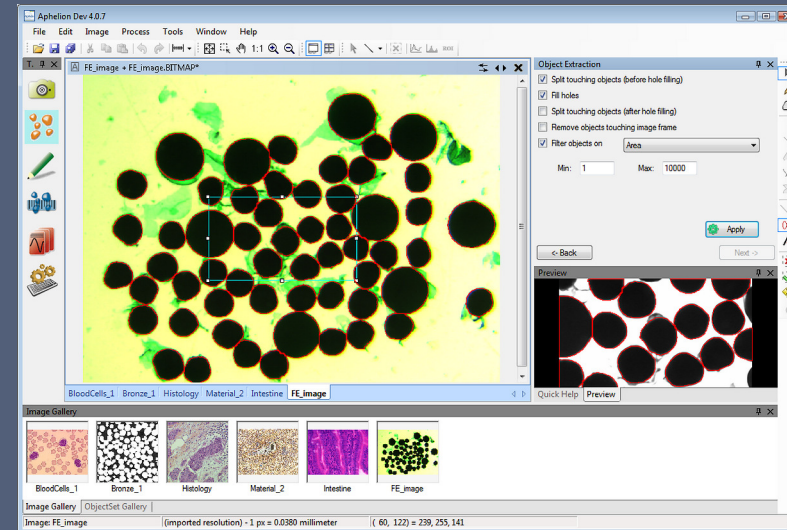 Aphelion Dev 4.0.7
File Edit Image Process Tools Window Help
1:1
T.
FE_image + FE_image.BITMAP*
Object Extraction
Split touching objects (before hole filling)
Fill holes
Split touching objects (after hole filling)
Remove objects touching image frame
Filter objects on Area
Min: 1 Max: 10000
Apply
<- Back Next ->
Preview
BloodCells_1 Bronze_1 Histology Material_2 Intestine FE_image
Quick Help Preview
Image Gallery
BloodCells_1 Bronze_1 Histology Material_2 Intestine FE_image
Image Gallery ObjectSet Gallery
Image: FE_image (imported resolution) - 1 px = 0.0380 millimeter ( 60, 122) = 239, 255, 141